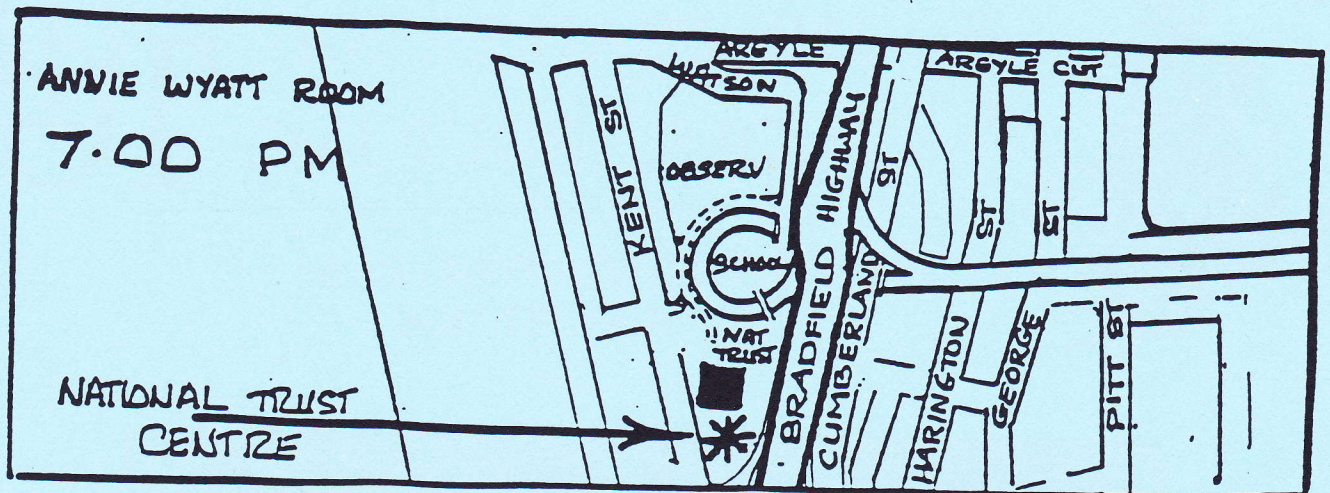 ANNIE WYATT ROOM
7.00 PM
NATIONAL TRUST
CENTRE
ARGYLE
WATSON
ARGYLE CUT
KENT ST
OBSERV
SCHOOL
NAT
TRUST
BRADFIELD HIGHWAY
CUMBERLAND ST
HARINGTON ST
GEORGE ST
PITT ST